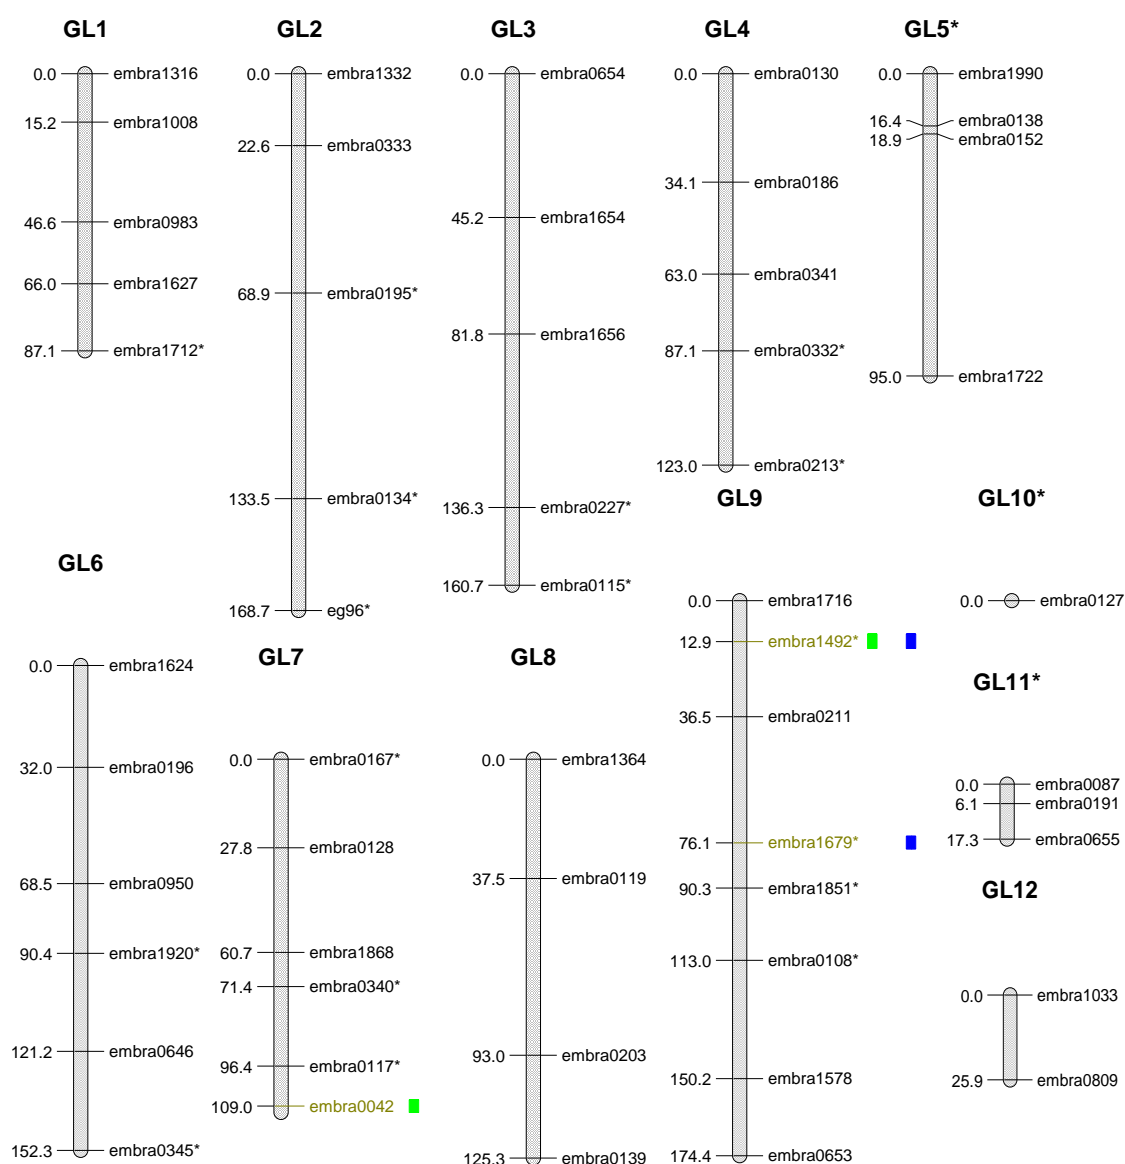 GL1
0.0 embra1316
15.2 embra1008
46.6 embra0983
66.0 embra1627
87.1 embra1712*
GL2
0.0 embra1332
22.6 embra0333
68.9 embra0195*
133.5 embra0134*
168.7 eg96*
GL3
0.0 embra0654
45.2 embra1654
81.8 embra1656
136.3 embra0227*
160.7 embra0115*
GL4
0.0 embra0130
34.1 embra0186
63.0 embra0341
87.1 embra0332*
123.0 embra0213*
GL5*
0.0 embra1990
16.4 embra0138
18.9 embra0152
95.0 embra1722
GL6
0.0 embra1624
32.0 embra0196
68.5 embra0950
90.4 embra1920*
121.2 embra0646
152.3 embra0345*
GL7
0.0 embra0167*
27.8 embra0128
60.7 embra1868
71.4 embra0340*
96.4 embra0117*
109.0 embra0042
GL8
0.0 embra1364
37.5 embra0119
93.0 embra0203
125.3 embra0139
GL9
0.0 embra1716
12.9 embra1492*
36.5 embra0211
76.1 embra1679*
90.3 embra1851*
113.0 embra0108*
150.2 embra1578
174.4 embra0653
GL10*
0.0 embra0127
GL11*
0.0 embra0087
6.1 embra0191
17.3 embra0655
GL12
0.0 embra1033
25.9 embra0809